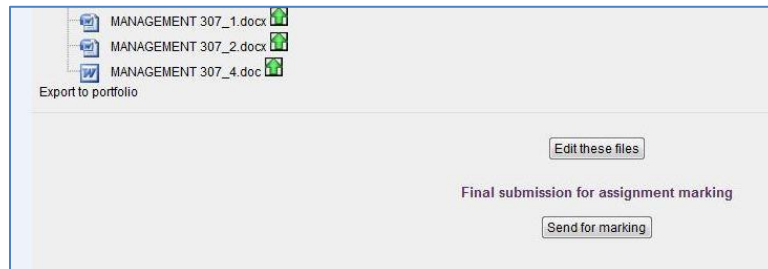 MANAGEMENT 307_1.docx
MANAGEMENT 307_2.docx
MANAGEMENT 307_4.doc
Export to portfolio
Edit these files
Final submission for assignment marking
Send for marking